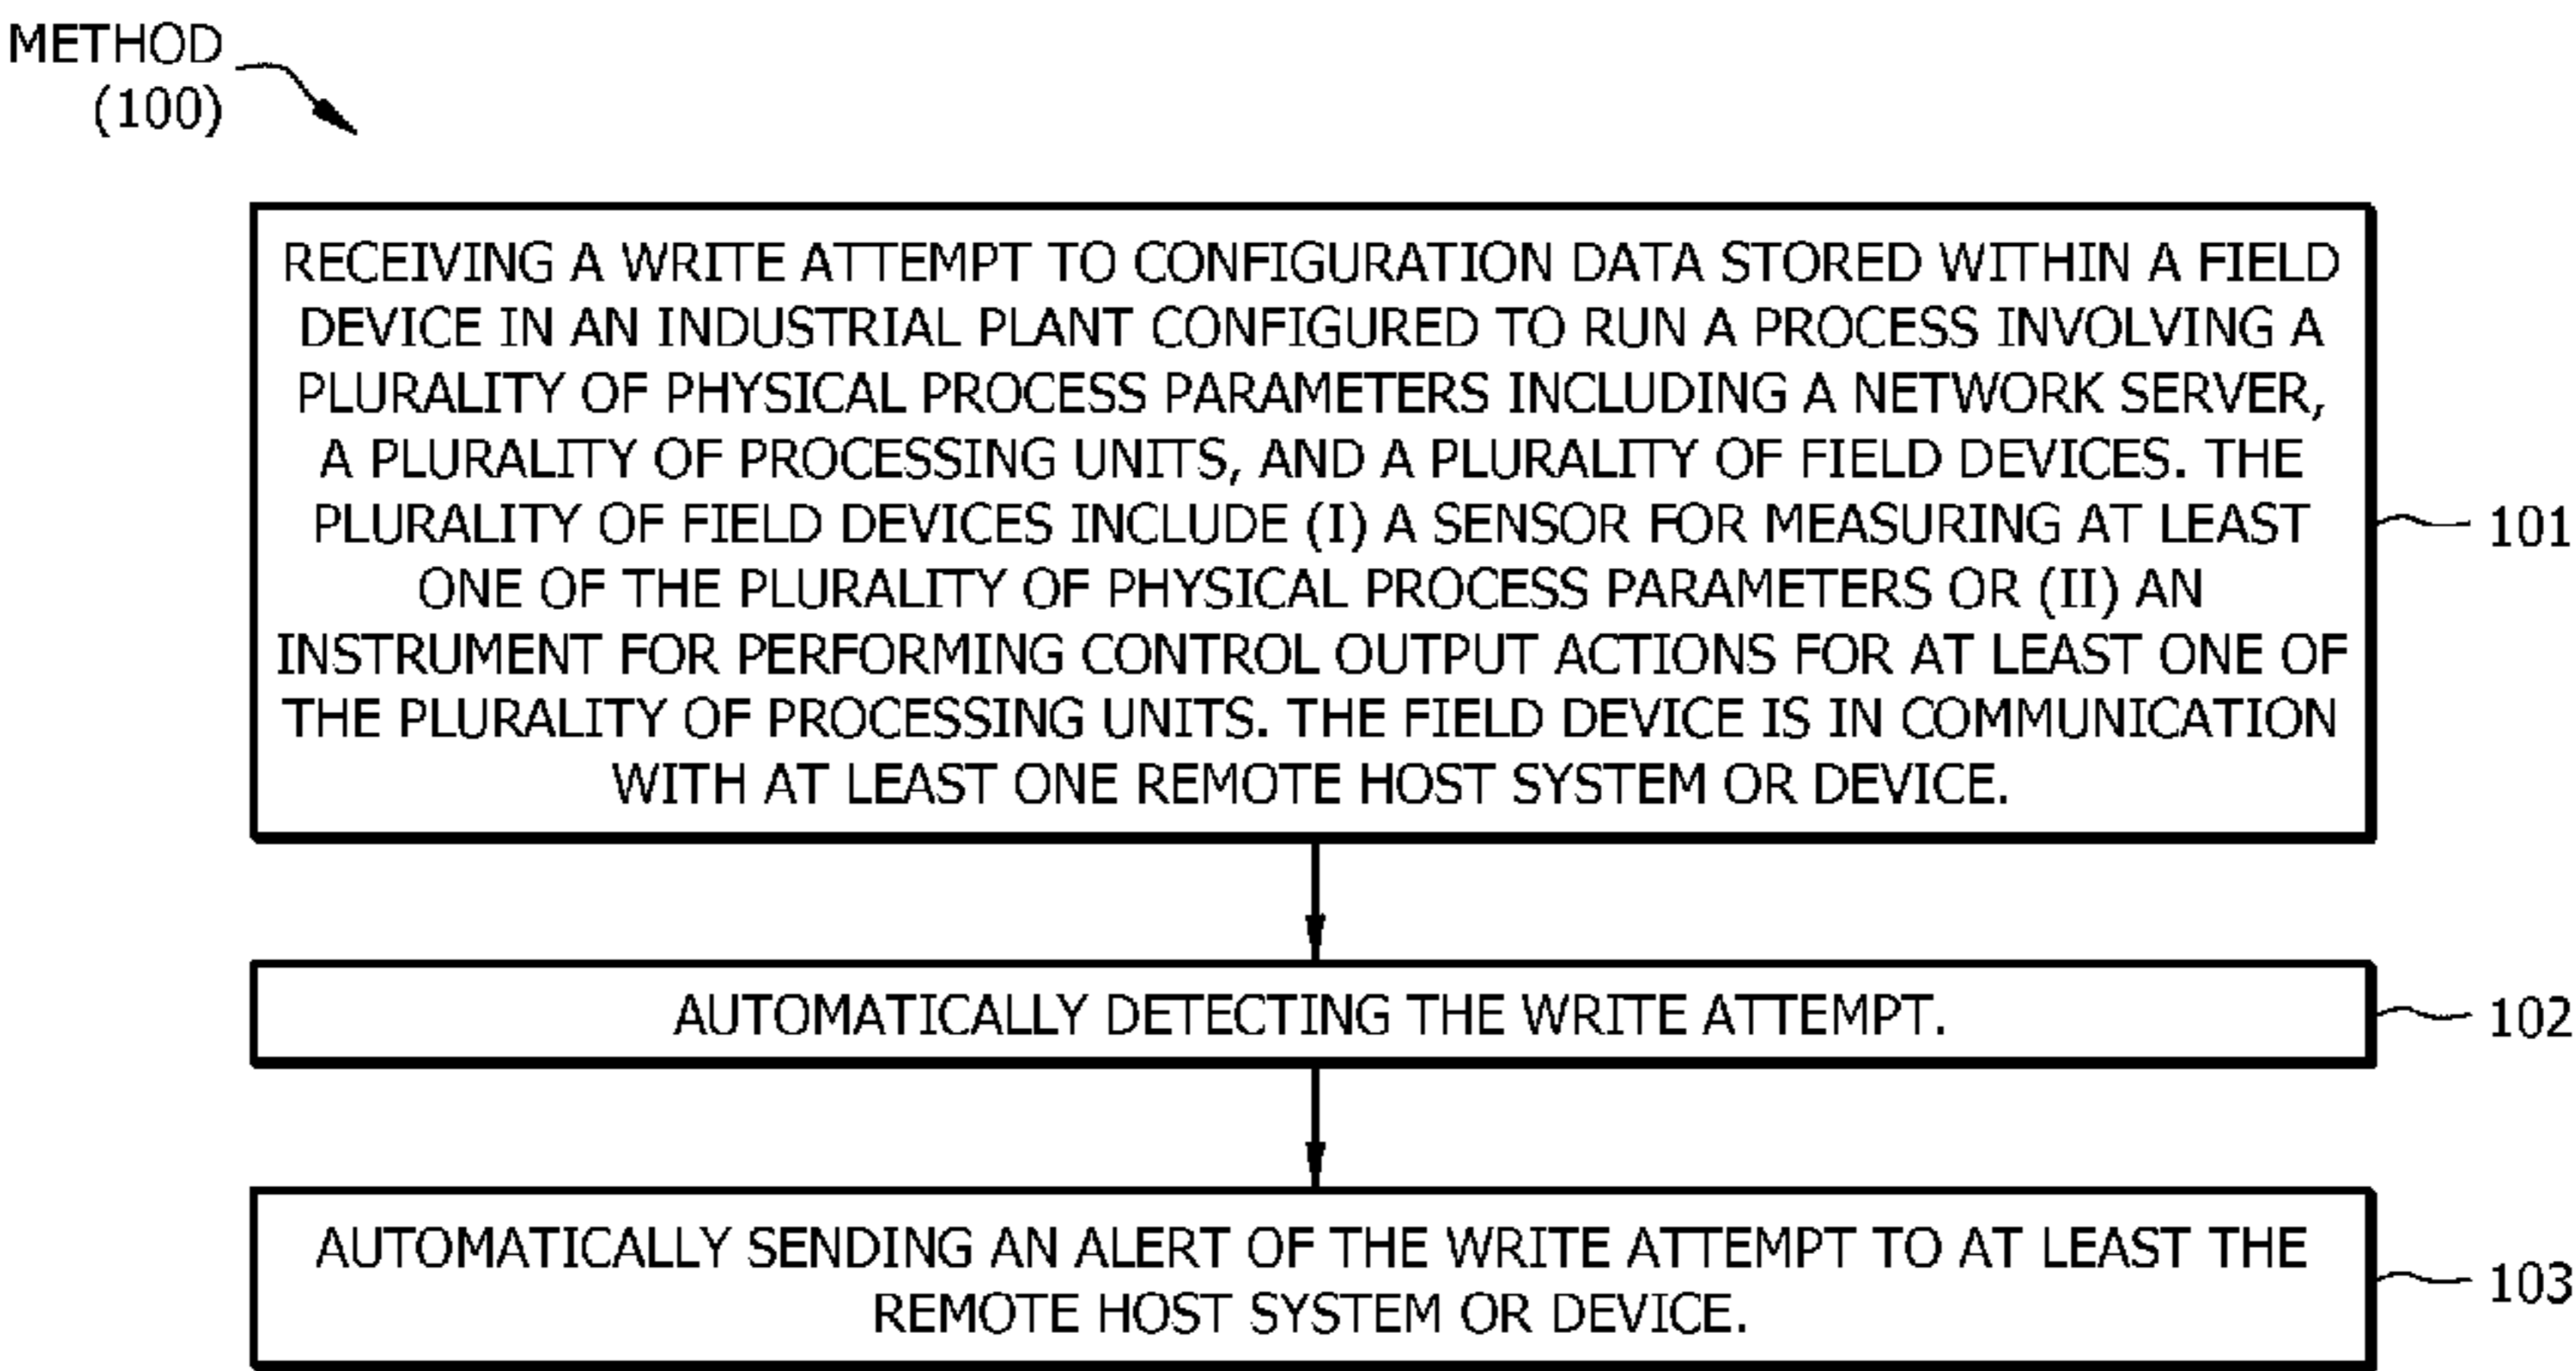 METHOD
(100)
RECEIVING A WRITE ATTEMPT TO CONFIGURATION DATA STORED WITHIN A FIELD
DEVICE IN AN INDUSTRIAL PLANT CONFIGURED TO RUN A PROCESS INVOLVING A
PLURALITY OF PHYSICAL PROCESS PARAMETERS INCLUDING A NETWORK SERVER,
A PLURALITY OF PROCESSING UNITS, AND A PLURALITY OF FIELD DEVICES. THE
PLURALITY OF FIELD DEVICES INCLUDE (I) A SENSOR FOR MEASURING AT LEAST
ONE OF THE PLURALITY OF PHYSICAL PROCESS PARAMETERS OR (II) AN
INSTRUMENT FOR PERFORMING CONTROL OUTPUT ACTIONS FOR AT LEAST ONE OF
THE PLURALITY OF PROCESSING UNITS. THE FIELD DEVICE IS IN COMMUNICATION
WITH AT LEAST ONE REMOTE HOST SYSTEM OR DEVICE.
101
AUTOMATICALLY DETECTING THE WRITE ATTEMPT.
102
AUTOMATICALLY SENDING AN ALERT OF THE WRITE ATTEMPT TO AT LEAST THE
REMOTE HOST SYSTEM OR DEVICE.
103